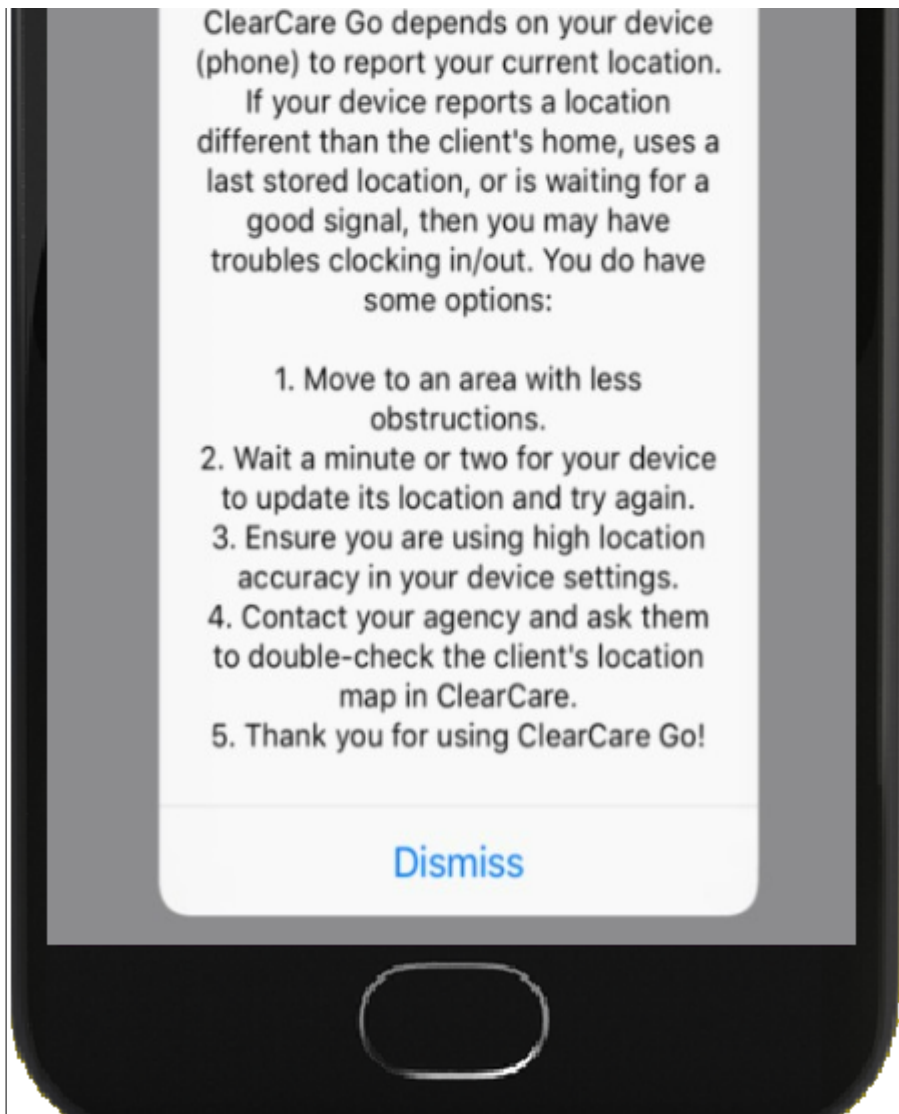 ClearCare Go depends on your device
(phone) to report your current location.
If your device reports a location
different than the client's home, uses a
last stored location, or is waiting for a
good signal, then you may have
troubles clocking in/out. You do have
some options:
1. Move to an area with less
obstructions.
2. Wait a minute or two for your device
to update its location and try again.
3. Ensure you are using high location
accuracy in your device settings.
4. Contact your agency and ask them
to double-check the client's location
map in ClearCare.
5. Thank you for using ClearCare Go!
Dismiss